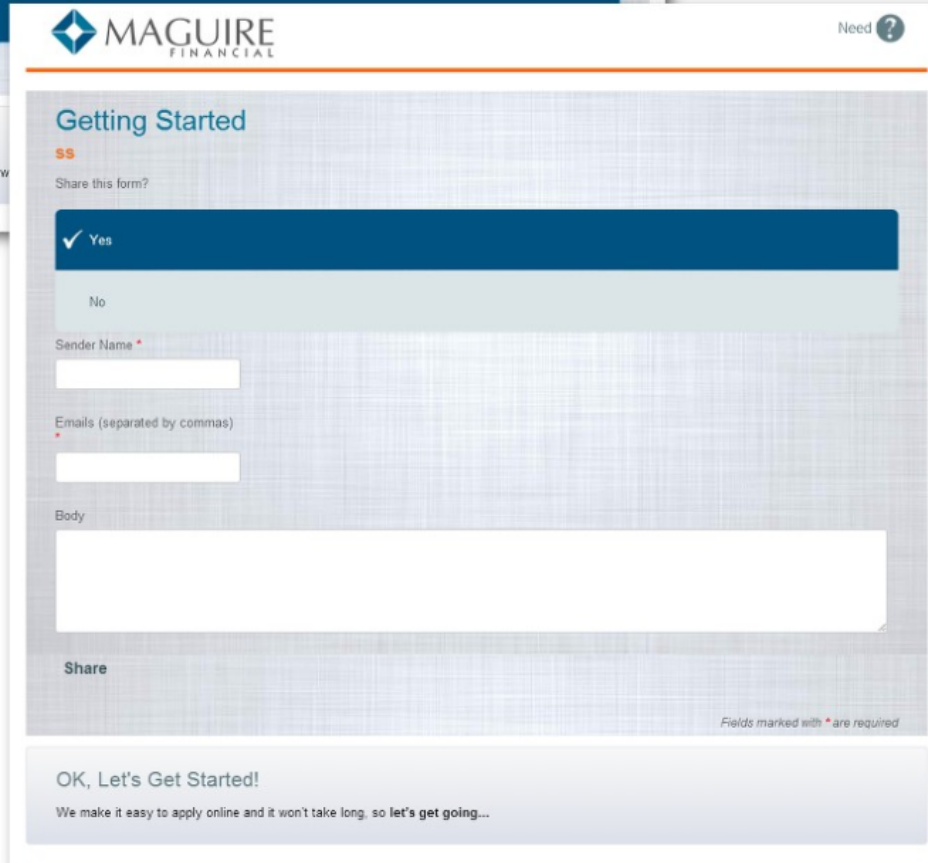 MAGUIRE
FINANCIAL
Need ?
Getting Started
ss
Share this form?
Yes
No
Sender Name *
Emails (separated by commas)
*
Body
Share
Fields marked with * are required
OK, Let's Get Started!
We make it easy to apply online and it won't take long, so let's get going...